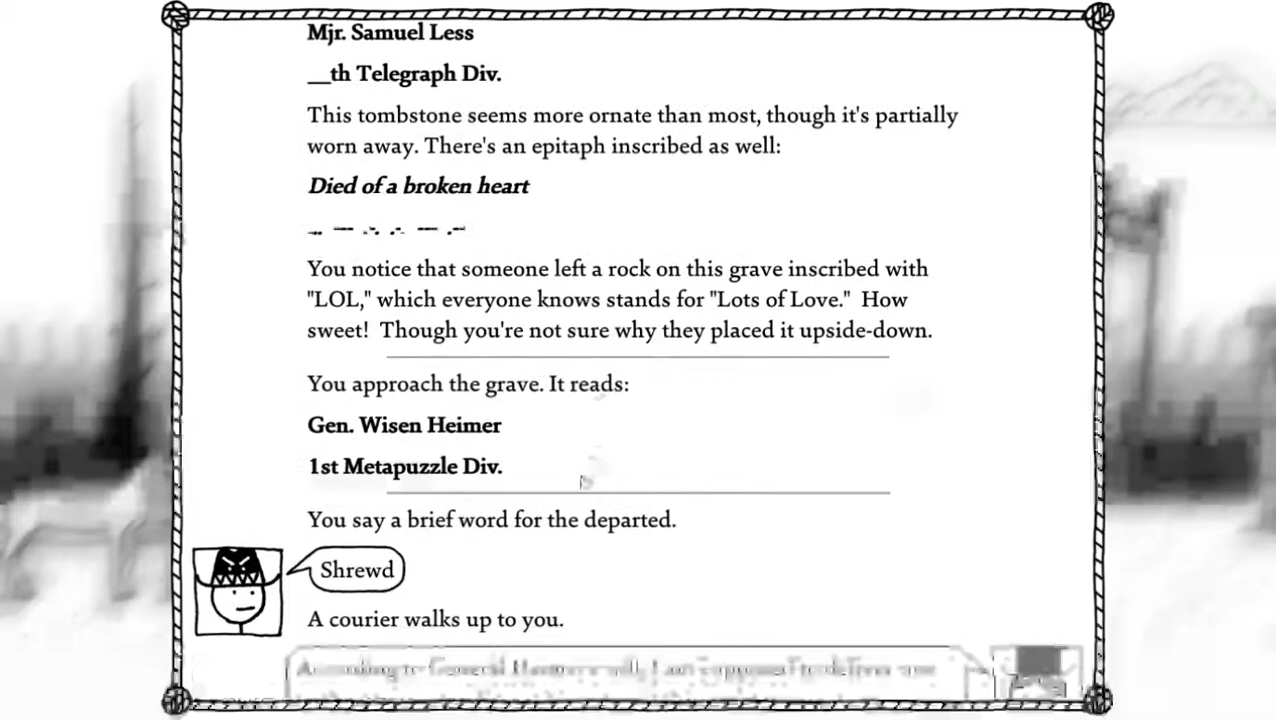 Mjr. Samuel Less
__th Telegraph Div.
This tombstone seems more ornate than most, though it's partially
worn away. There's an epitaph inscribed as well:
Died of a broken heart
You notice that someone left a rock on this grave inscribed with
"LOL," which everyone knows stands for "Lots of Love."  How
sweet!  Though you're not sure why they placed it upside-down.
You approach the grave. It reads:
Gen. Wisen Heimer
1st Metapuzzle Div.
You say a brief word for the departed.
Shrewd
A courier walks up to you.